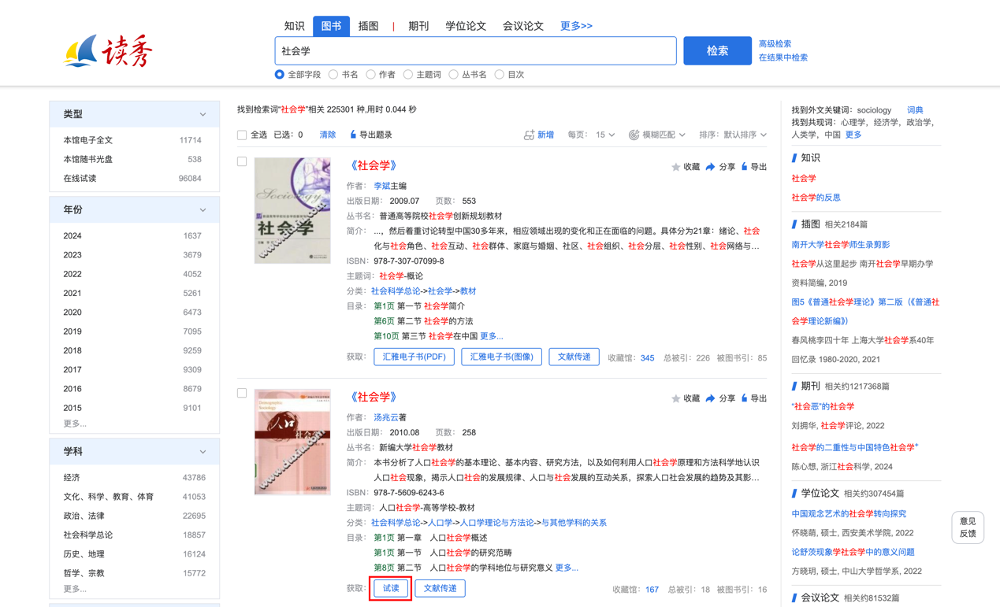 读秀
知识 图书 插图 | 期刊 学位论文 会议论文 更多>>
社会学
检索
高级检索
在结果中检索
全部字段 书名 作者 主题词 丛书名 目次
类型
本馆电子全文 11714
本馆随书光盘 538
在线试读 96084
年份
2024 1637
2023 3679
2022 4052
2021 5261
2020 6473
2019 7095
2018 9259
2017 9309
2016 8679
2015 9101
更多...
学科
经济 43786
文化、科学、教育、体育 41053
政治、法律 22695
社会科学总论 18857
历史、地理 16124
哲学、宗教 15772
更多...
找到检索词"社会学"相关 225301 种,用时 0.044 秒
全选 已选：0 清除 导出题录 新增 每页： 15 模糊匹配 排序： 默认排序
Sociology
社会学
www.duxiu.com
《社会学》 收藏 分享 导出
作者： 李斌主编
出版日期： 2009.07 页数： 553
丛书名： 普通高等院校社会学创新规划教材
简介： ...，然后着重讨论转型中国30多年来，相应领域出现的变化和正在面临的问题。具体分为21章：绪论、社会
化与社会角色、社会互动、社会群体、家庭与婚姻、社区、社会组织、社会分层、社会性别、社会网络与…
ISBN： 978-7-307-07099-8
主题词： 社会学-概论
分类： 社会科学总论->社会学->教材
目录： 第1页 第一节 社会学简介
第6页 第二节 社会学的方法
第10页 第三节 社会学在中国 更多...
获取： 汇雅电子书(PDF) 汇雅电子书(图像) 文献传递 收藏馆： 345 总被引： 226 被图书引： 85
Demographic
Sociology
人口
社会学
www.duxiu.com
《社会学》 收藏 分享 导出
作者： 汤兆云著
出版日期： 2010.08 页数： 258
丛书名： 新编大学社会学教材
简介： 本书分析了人口社会学的基本理论、基本内容、研究方法，以及如何利用人口社会学原理和方法科学地认识
人口社会现象，揭示人口社会的发展规律、人口与社会发展的互动关系，探索人口社会发展的趋势及其影…
ISBN： 978-7-5609-6243-6
主题词： 人口社会学-高等学校-教材
分类： 社会科学总论->人口学->人口学理论与方法论->与其他学科的关系
目录： 第1页 第一章 人口社会学概述
第1页 第一节 人口社会学的研究范畴
第8页 第二节 人口社会学的学科地位与研究意义 更多...
获取： 试读 文献传递 收藏馆： 167 总被引： 18 被图书引： 16
找到外文关键词：sociology 词典
找到共现词：心理学，经济学，政治学，
人类学，中国 更多
知识
社会学
社会学的反思
插图 相关2184篇
南开大学社会学师生录剪影
社会学从这里起步 南开社会学早期办学
资料简编, 2019
图5《普通社会学理论》第二版（《普通社
会学理论新编》）
春风桃李四十年 上海大学社会学系40年
回忆录 1980-2020, 2021
期刊 相关约1217368篇
"社会恶"的社会学
刘拥华, 社会学评论, 2022
社会学的二重性与中国特色社会学+
陈心想, 浙江社会科学, 2024
学位论文 相关约307454篇
中国观念艺术的社会学转向探究
怀晓萌, 硕士, 西安美术学院, 2022
论舒茨现象学社会学中的意义问题
方晓玥, 硕士, 中山大学哲学系, 2022
会议论文 相关约81532篇
意见
反馈